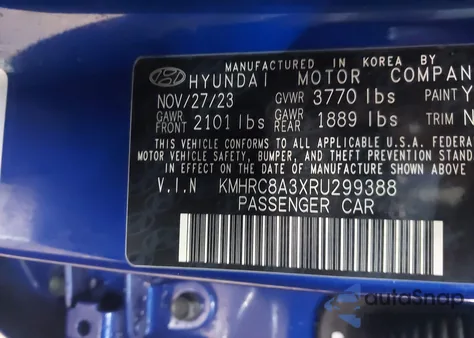 MANUFACTURED IN KOREA BY
HYUNDAI MOTOR COMPAN
NOV/27/23 GVWR 3770 lbs PAINT Y
GAWR FRONT 2101 lbs GAWR REAR 1889 lbs TRIM N
THIS VEHICLE CONFORMS TO ALL APPLICABLE U.S.A. FEDERA
MOTOR VEHICLE SAFETY, BUMPER, AND THEFT PREVENTION STAND
ON THE DATE OF MANUFACTURE SHOWN ABOVE
V.I.N KMHRC8A3XRU299388
PASSENGER CAR
autoSnap